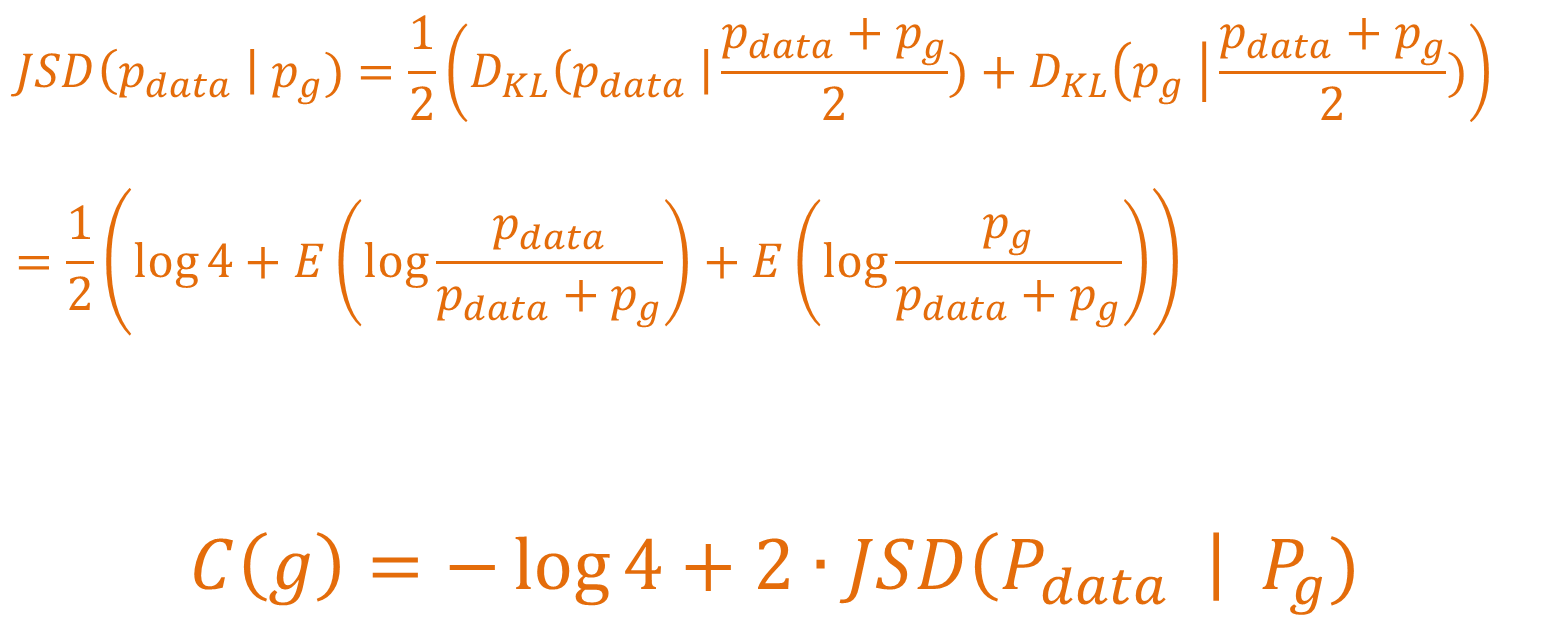 JSD(p_data | p_g) = 1/2 (D_KL(p_data | (p_data + p_g)/2) + D_KL(p_g | (p_data + p_g)/2))
= 1/2 (log 4 + E (log p_data/(p_data + p_g)) + E (log p_g/(p_data + p_g)))
C(g) = − log 4 + 2 · JSD(P_data | P_g)